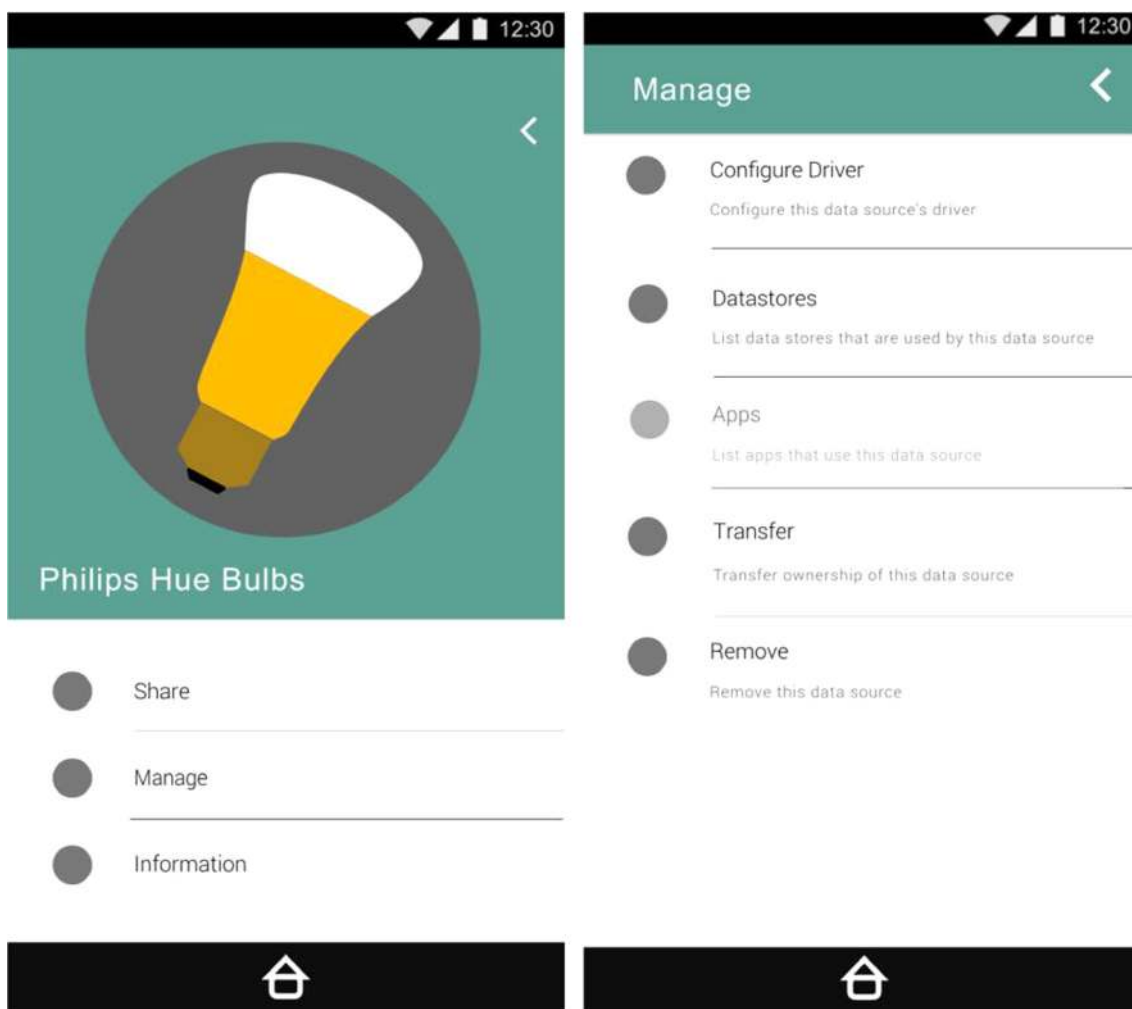 12:30
Philips Hue Bulbs
Share
Manage
Information
12:30
Manage
Configure Driver
Configure this data source's driver
Datastores
List data stores that are used by this data source
Apps
List apps that use this data source
Transfer
Transfer ownership of this data source
Remove
Remove this data source